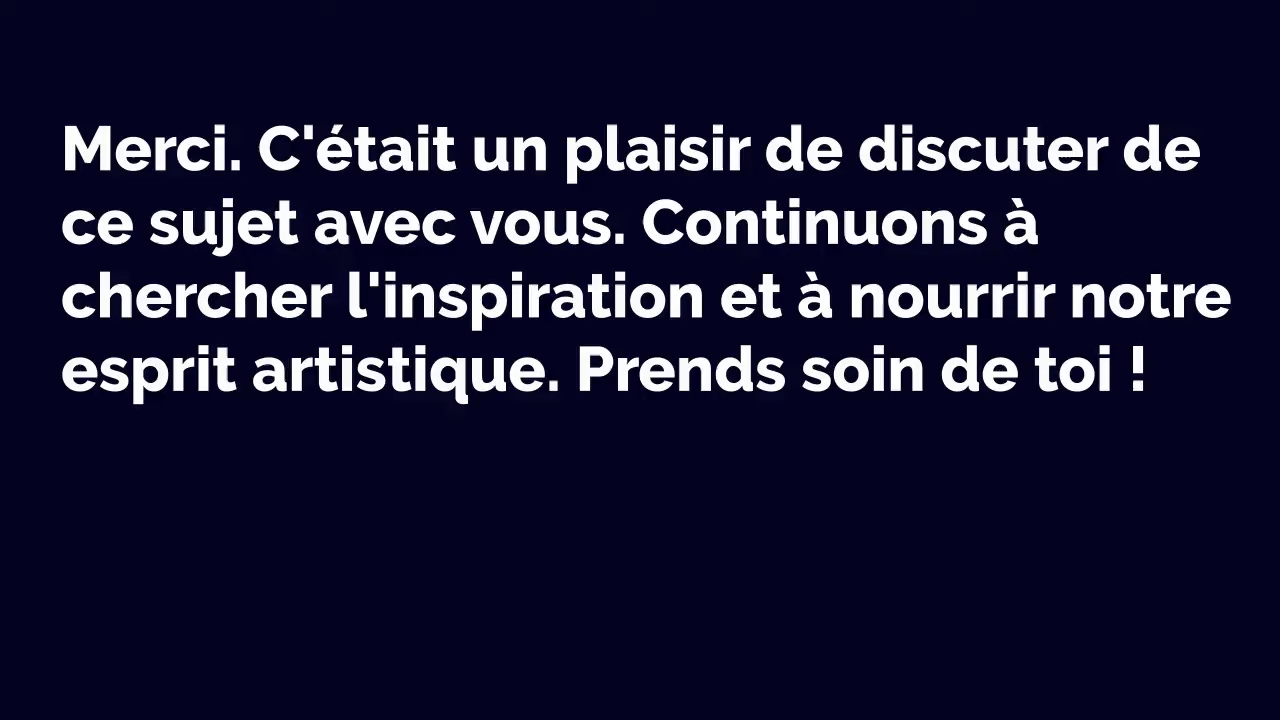 Merci. C'était un plaisir de discuter de
ce sujet avec vous. Continuons à
chercher l'inspiration et à nourrir notre
esprit artistique. Prends soin de toi !